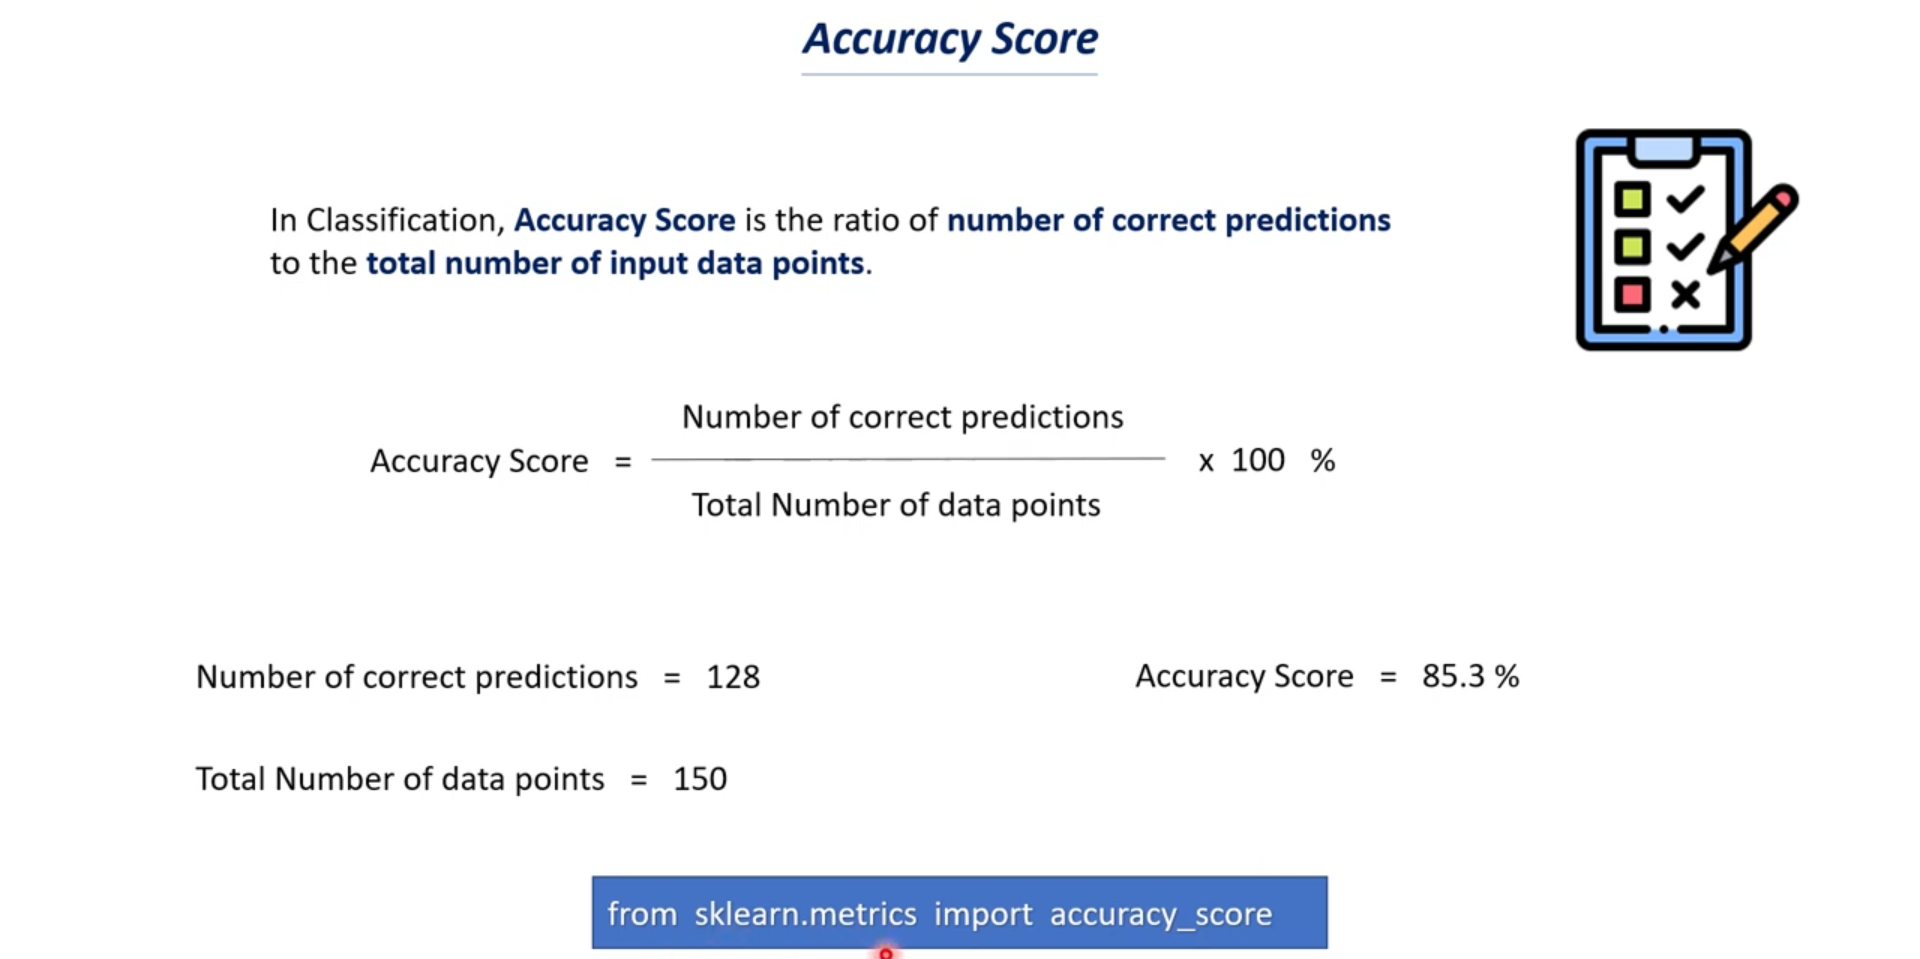 Accuracy Score
In Classification, Accuracy Score is the ratio of number of correct predictions
to the total number of input data points.
Number of correct predictions
Accuracy Score = x 100 %
Total Number of data points
Number of correct predictions = 128
Accuracy Score = 85.3 %
Total Number of data points = 150
from sklearn.metrics import accuracy_score